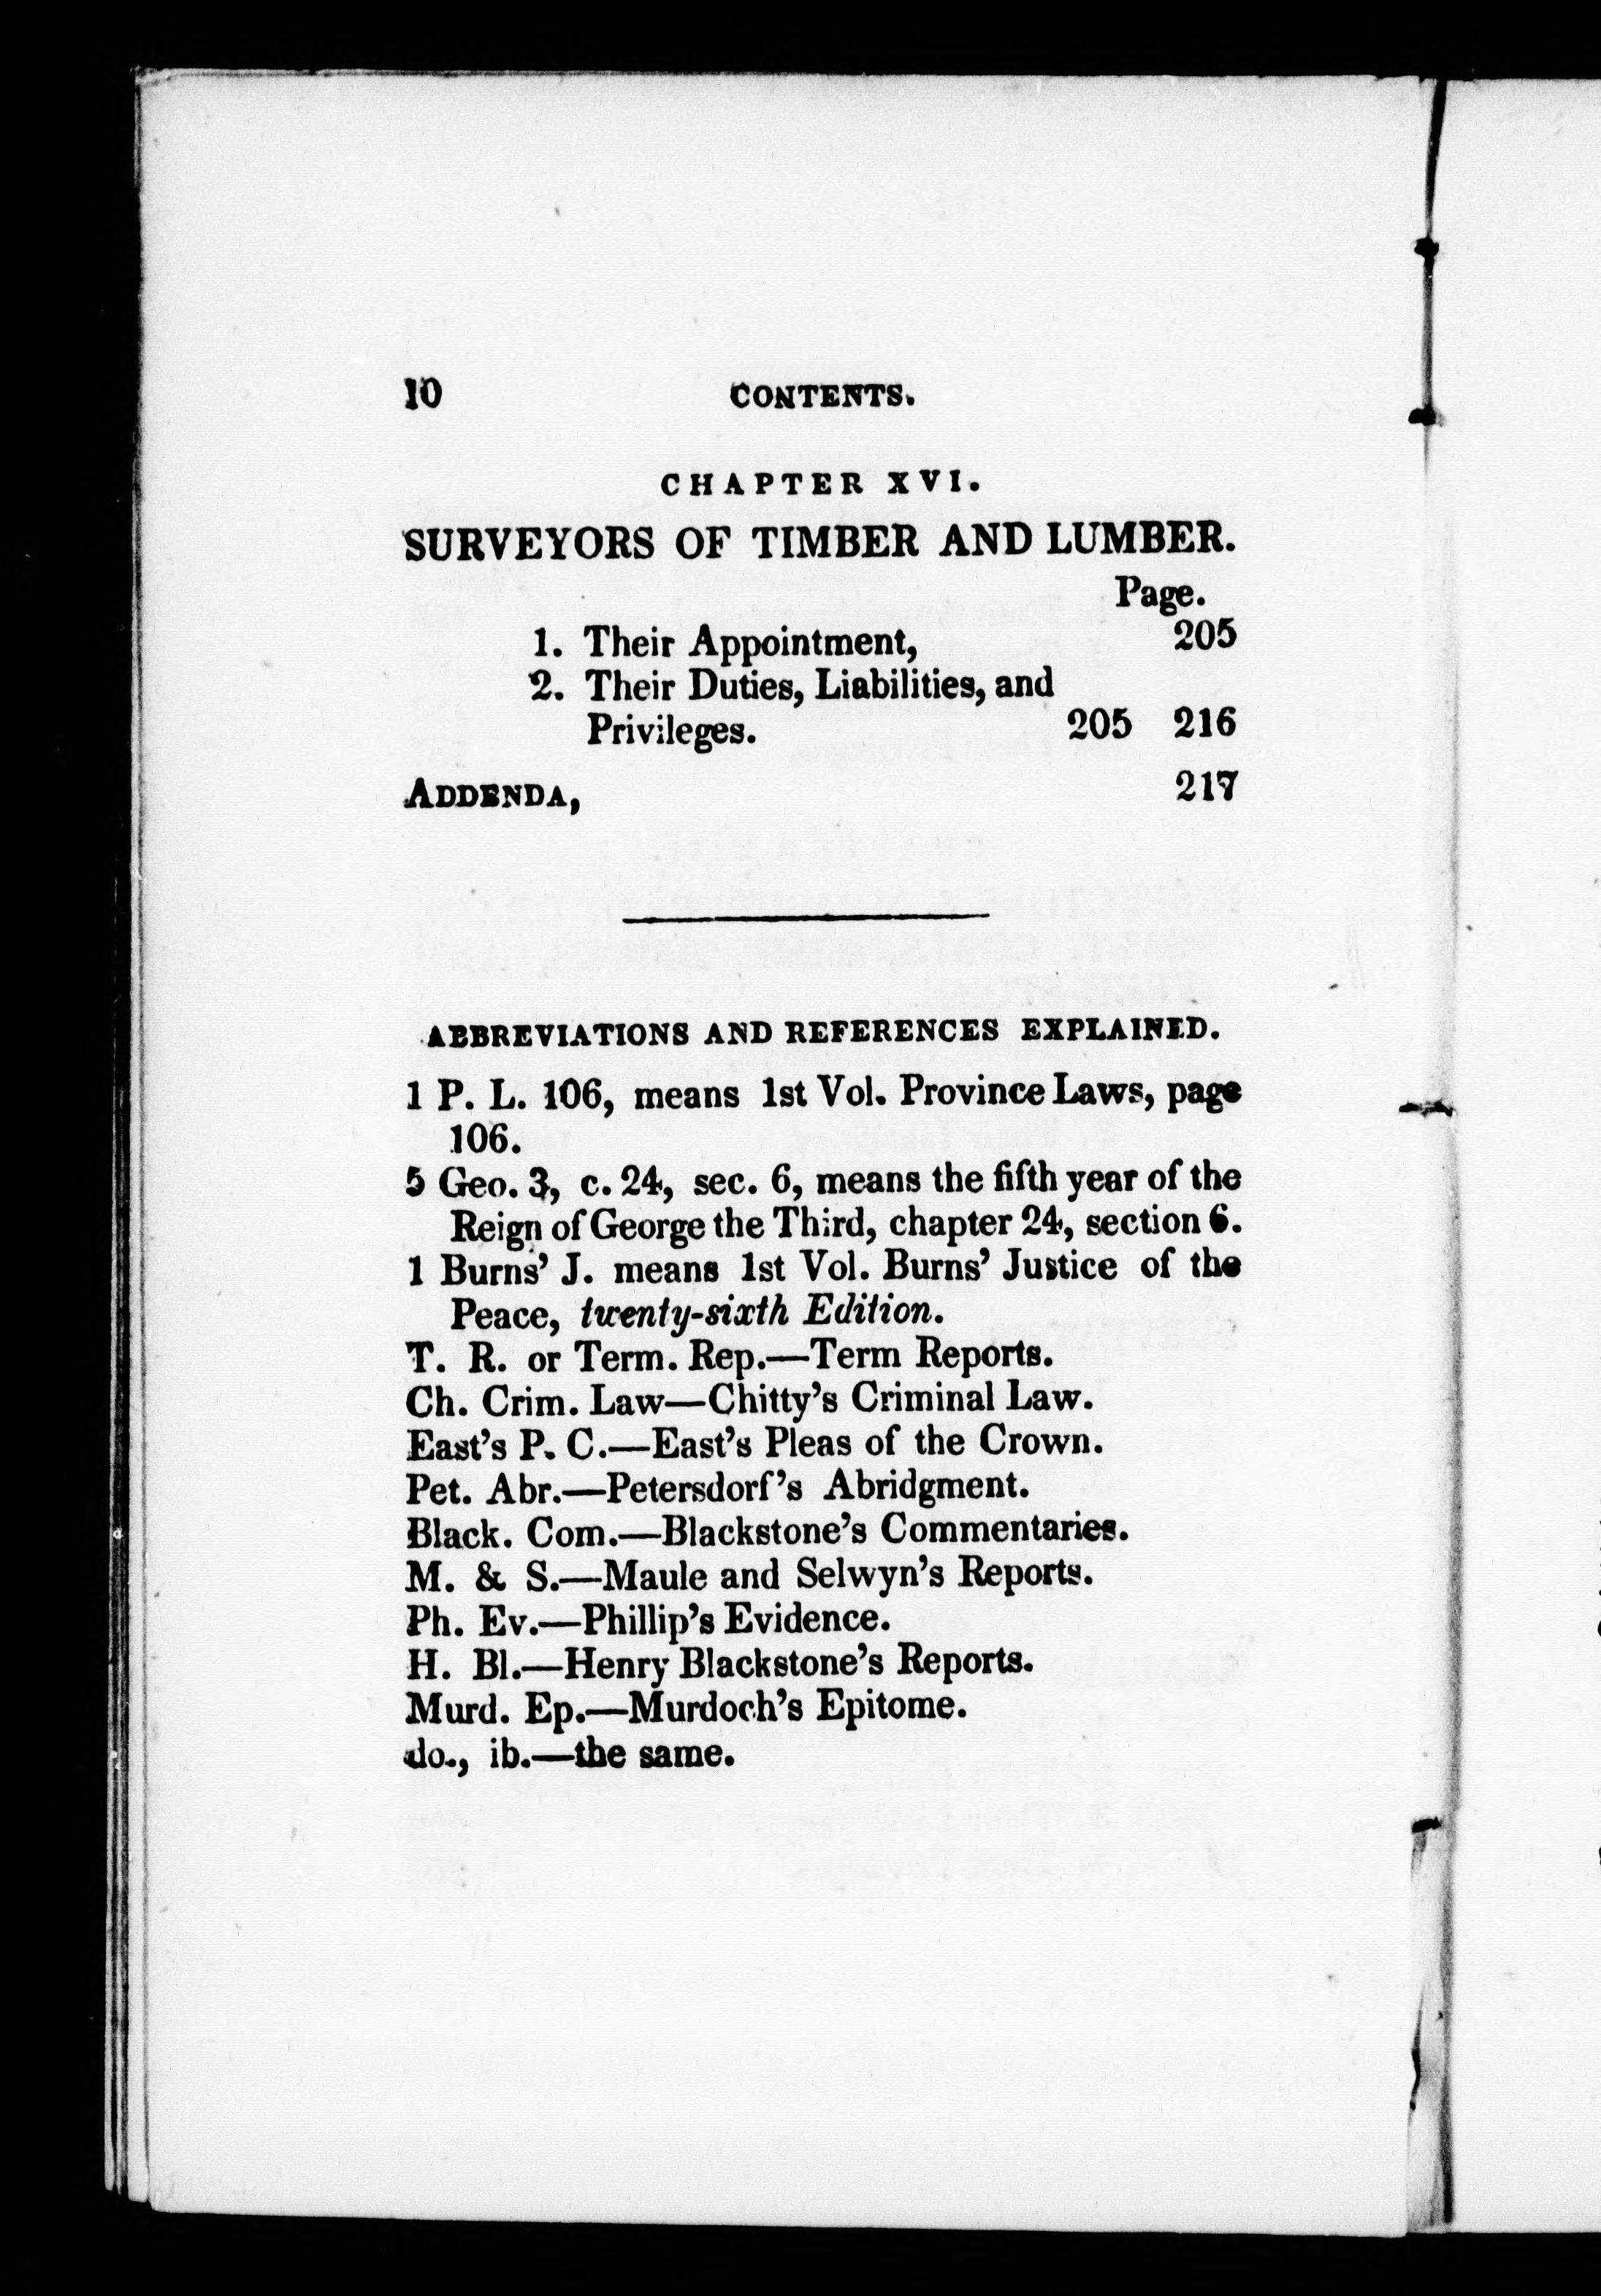 10 CONTENTS.
CHAPTER XVI.
SURVEYORS OF TIMBER AND LUMBER.
Page.
1. Their Appointment, 205
2. Their Duties, Liabilities, and
Privileges. 205 216
ADDENDA, 217
ABBREVIATIONS AND REFERENCES EXPLAINED.
1 P. L. 106, means 1st Vol. Province Laws, page
106.
5 Geo. 3, c. 24, sec. 6, means the fifth year of the
Reign of George the Third, chapter 24, section 6.
1 Burns' J. means 1st Vol. Burns' Justice of the
Peace, twenty-sixth Edition.
T. R. or Term. Rep.—Term Reports.
Ch. Crim. Law—Chitty's Criminal Law.
East's P. C.—East's Pleas of the Crown.
Pet. Abr.—Petersdorf's Abridgment.
Black. Com.—Blackstone's Commentaries.
M. & S.—Maule and Selwyn's Reports.
Ph. Ev.—Phillip's Evidence.
H. Bl.—Henry Blackstone's Reports.
Murd. Ep.—Murdoch's Epitome.
do., ib.—the same.